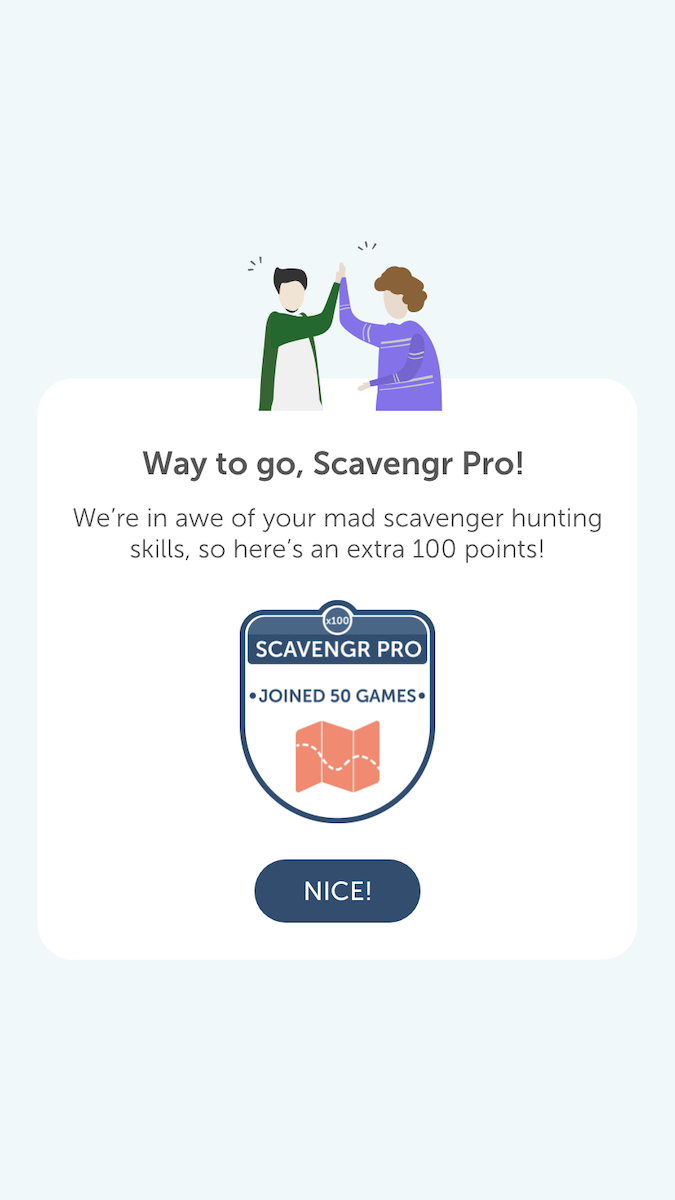 Way to go, Scavengr Pro!
We’re in awe of your mad scavenger hunting
skills, so here’s an extra 100 points!
x100
SCAVENGR PRO
•JOINED 50 GAMES•
NICE!